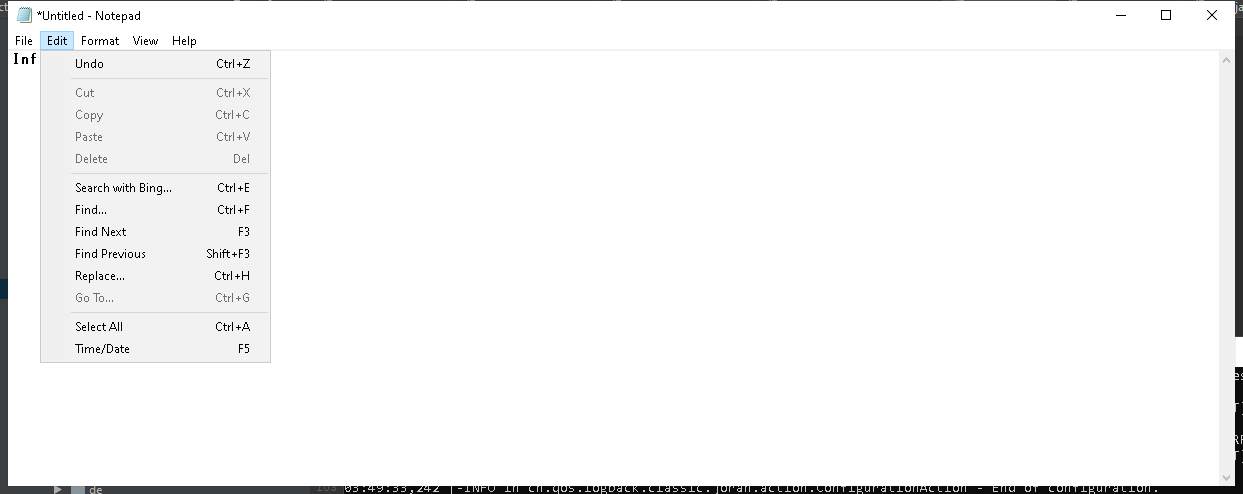 *Untitled - Notepad
File Edit Format View Help
Inf
Undo Ctrl+Z
Cut Ctrl+X
Copy Ctrl+C
Paste Ctrl+V
Delete Del
Search with Bing... Ctrl+E
Find... Ctrl+F
Find Next F3
Find Previous Shift+F3
Replace... Ctrl+H
Go To... Ctrl+G
Select All Ctrl+A
Time/Date F5
de 103 03:49:33,242 |-INFO in ch.qos.logback.classic.joran.action.ConfigurationAction - End of configuration.